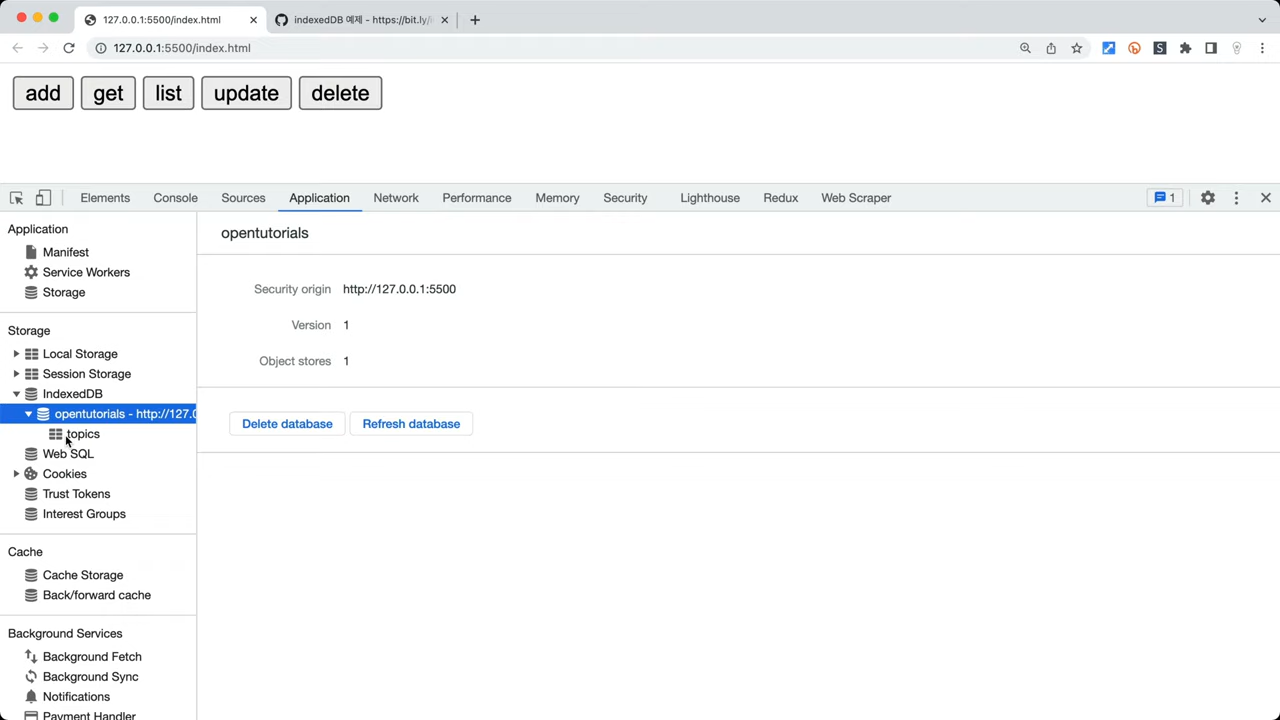 127.0.0.1:5500/index.html
indexedDB 예제 - https://bit.ly/
127.0.0.1:5500/index.html
add get list update delete
Elements Console Sources Application Network Performance Memory Security Lighthouse Redux Web Scraper 1
Application
Manifest
Service Workers
Storage
Storage
Local Storage
Session Storage
IndexedDB
opentutorials - http://127.0
topics
Web SQL
Cookies
Trust Tokens
Interest Groups
Cache
Cache Storage
Back/forward cache
Background Services
Background Fetch
Background Sync
Notifications
Payment Handler
opentutorials
Security origin http://127.0.0.1:5500
Version 1
Object stores 1
Delete database Refresh database